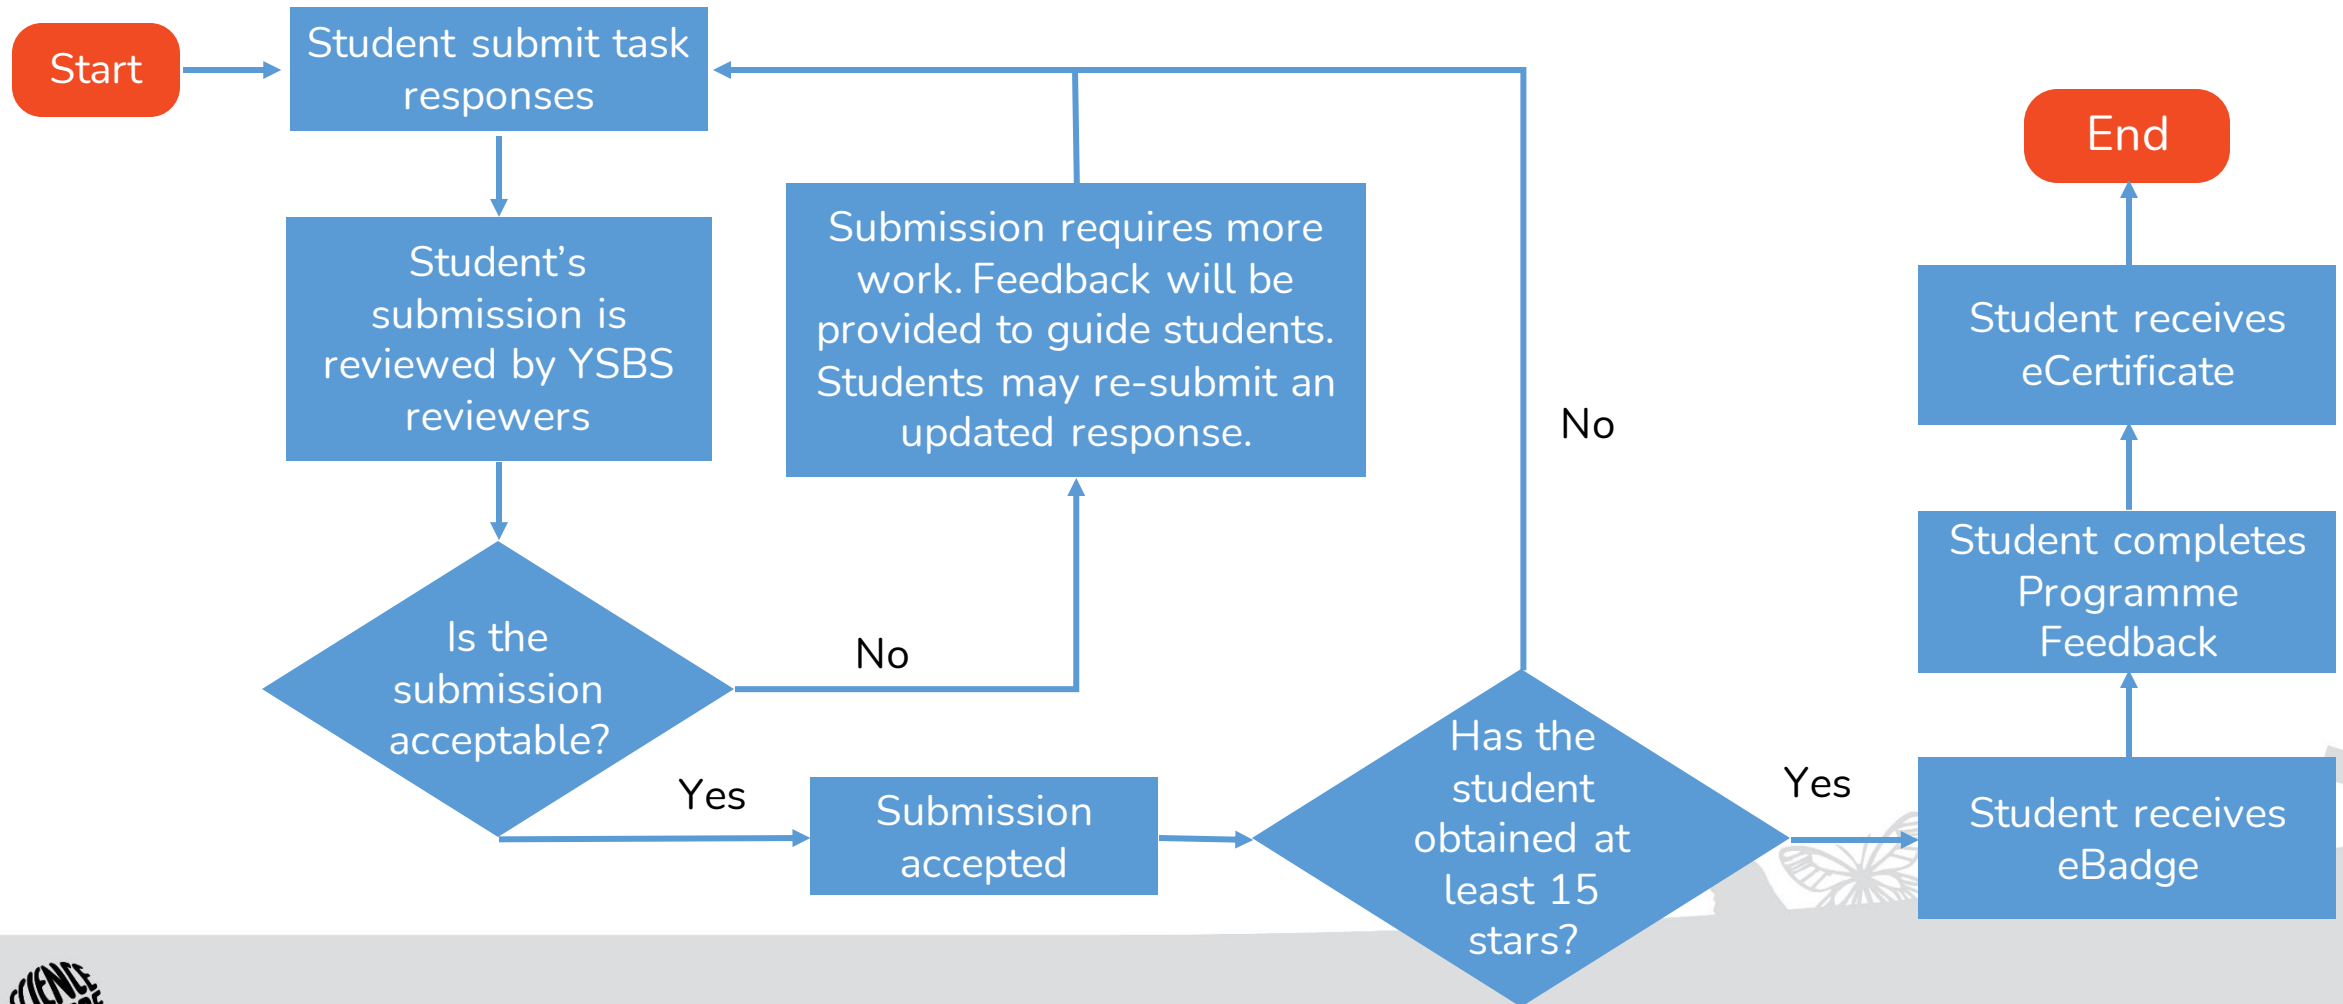 Start
Student submit task
responses
Student's
submission is
reviewed by YSBS
reviewers
Is the
submission
acceptable?
No
Submission requires more
work. Feedback will be
provided to guide students.
Students may re-submit an
updated response.
Yes
Submission
accepted
Has the
student
obtained at
least 15
stars?
No
Yes
Student receives
eBadge
Student completes
Programme
Feedback
Student receives
eCertificate
End
SCIENCE